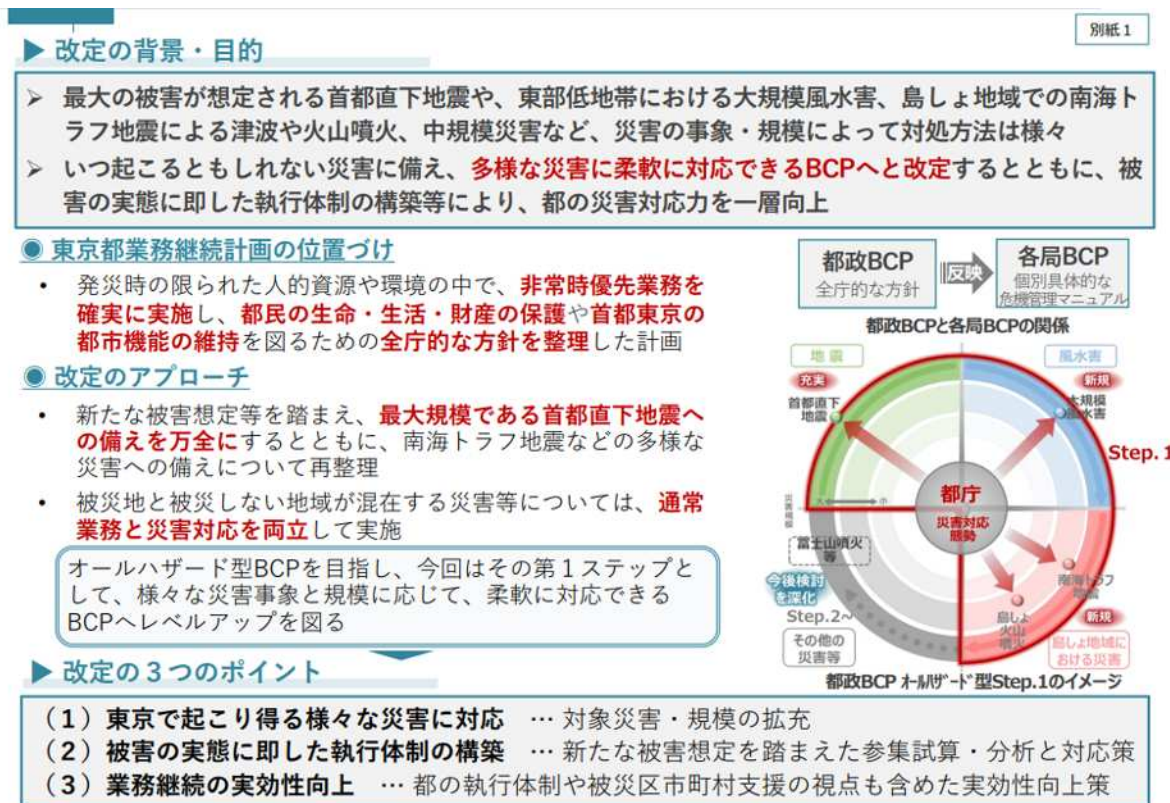 別紙1
▶ 改定の背景・目的
➢ 最大の被害が想定される首都直下地震や、東部低地帯における大規模風水害、島しょ地域での南海ト
ラフ地震による津波や火山噴火、中規模災害など、災害の事象・規模によって対処方法は様々
➢ いつ起こるともしれない災害に備え、多様な災害に柔軟に対応できるBCPへと改定するとともに、被
害の実態に即した執行体制の構築等により、都の災害対応力を一層向上
◉ 東京都業務継続計画の位置づけ
• 発災時の限られた人的資源や環境の中で、非常時優先業務を
確実に実施し、都民の生命・生活・財産の保護や首都東京の
都市機能の維持を図るための全庁的な方針を整理した計画
◉ 改定のアプローチ
• 新たな被害想定等を踏まえ、最大規模である首都直下地震へ
の備えを万全にするとともに、南海トラフ地震などの多様な
災害への備えについて再整理
• 被災地と被災しない地域が混在する災害等については、通常
業務と災害対応を両立して実施
オールハザード型BCPを目指し、今回はその第1ステップと
して、様々な災害事象と規模に応じて、柔軟に対応できる
BCPへレベルアップを図る
都政BCP
全庁的な方針
反映
各局BCP
個別具体的な
危機管理マニュアル
都政BCPと各局BCPの関係
地震
充実
首都直下
地震
風水害
新規
大規模
風水害
Step.1
都庁
災害対応
態勢
大
小
富士山噴火
等
今後検討
を深化
Step.2~
その他の
災害等
南海トラフ
地震
島しょ
火山
噴火
新規
島しょ地域に
おける災害
都政BCP ｵｰﾙﾊｻﾞｰﾄﾞ型Step.1のイメージ
▶ 改定の3つのポイント
(1)東京で起こり得る様々な災害に対応 … 対象災害・規模の拡充
(2)被害の実態に即した執行体制の構築 … 新たな被害想定を踏まえた参集試算・分析と対応策
(3)業務継続の実効性向上 … 都の執行体制や被災区市町村支援の視点も含めた実効性向上策